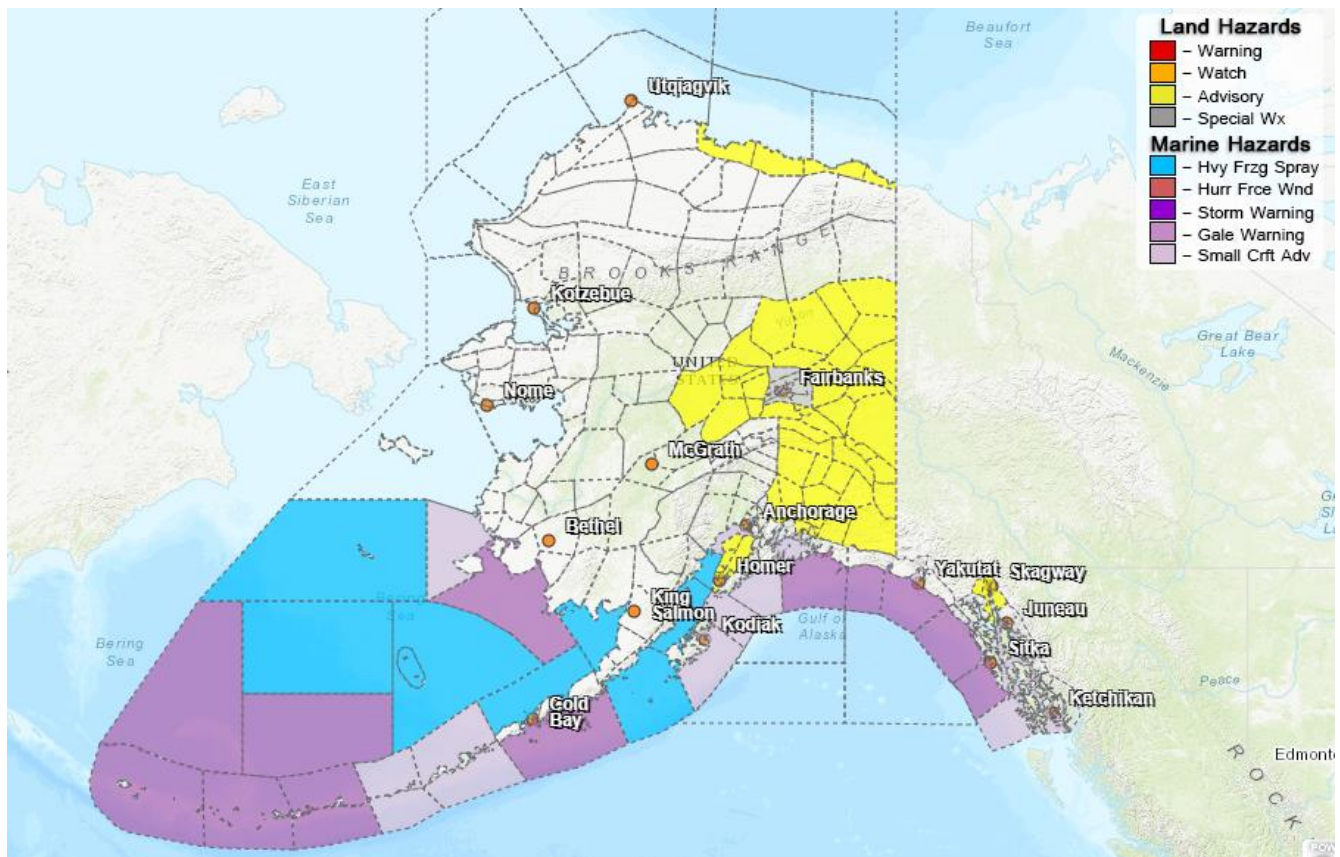 Land Hazards
– Warning
– Watch
– Advisory
– Special Wx
Marine Hazards
– Hvy Frzg Spray
– Hurr Frce Wnd
– Storm Warning
– Gale Warning
– Small Crft Adv
Beaufort
Sea
Utqiagvik
East
Siberian
Sea
BROOKS RANGE
Kotzebue
Yukon
Great Bear
Lake
Mackenzie
UNITED
STATES
Fairbanks
Nome
McGrath
Anchorage
Bethel
Homer
Yakutat
Skagway
King
Salmon
Juneau
Kodiak
Gulf of
Alaska
Bering
Sea
Sitka
Peace
Ketchikan
Cold
Bay
Edmonto
ROCK